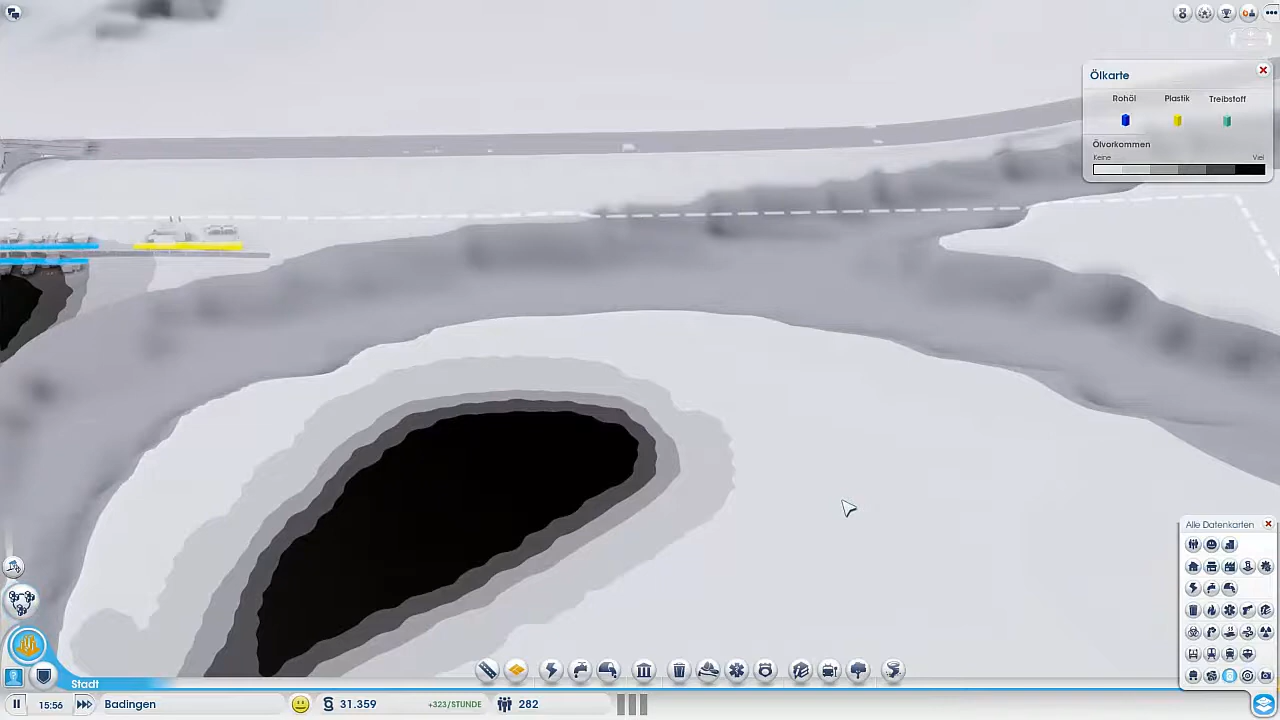 Ölkarte
Rohöl Plastik Treibstoff
Ölvorkommen
Keine Viel
Alle Datenkarten
Stadt
15:56 Badingen 31.359 +323/STUNDE 282